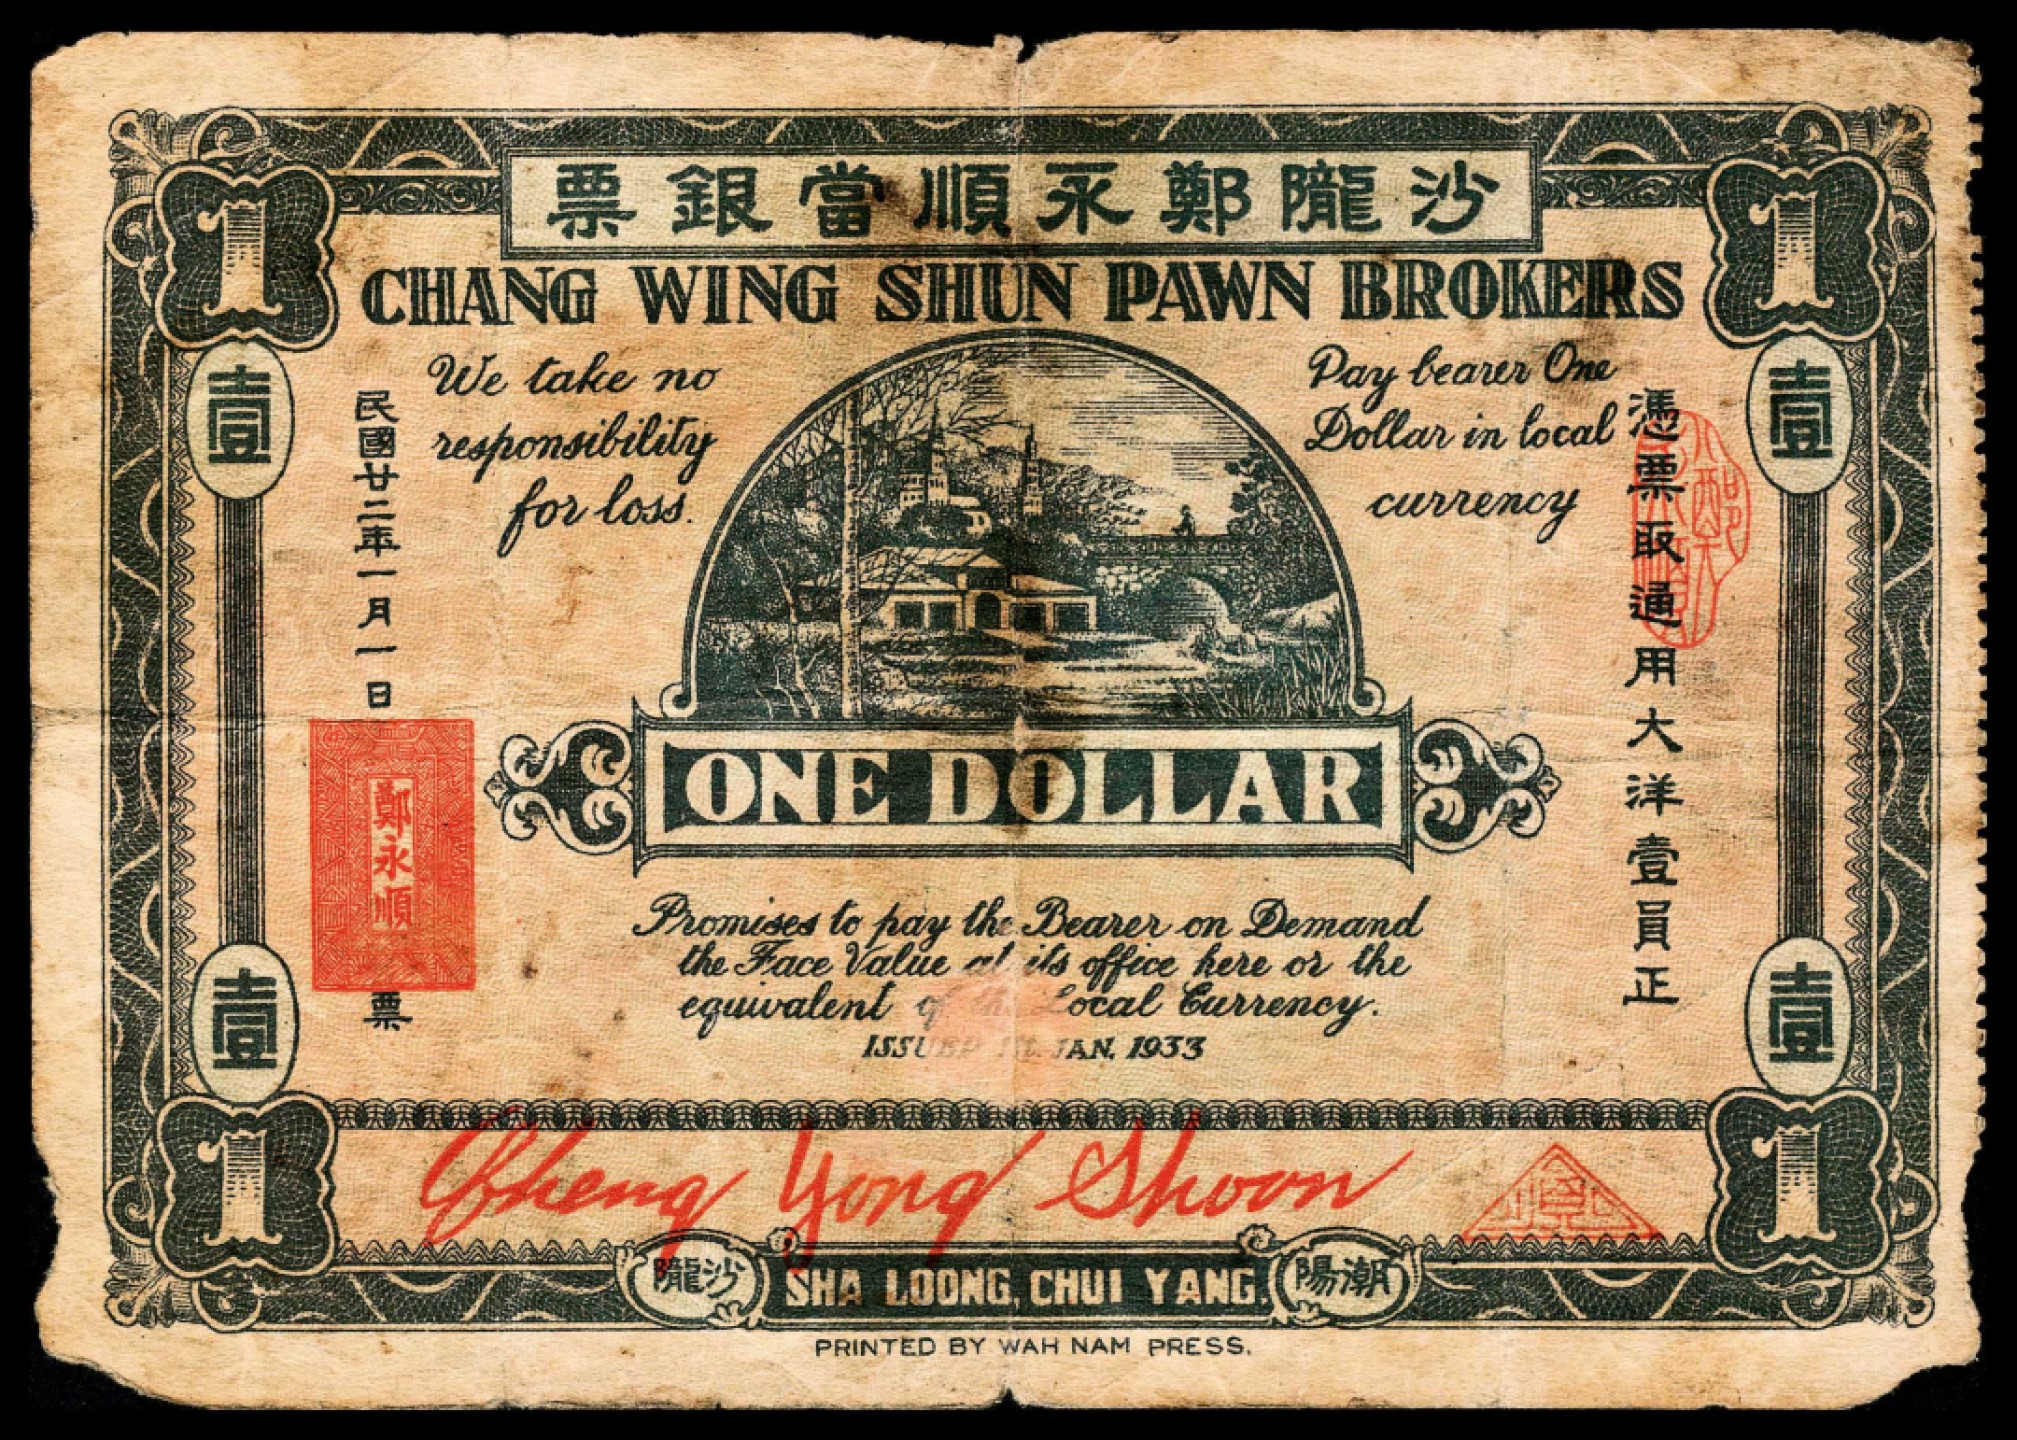 沙隴鄭永順當銀票
CHANG WING SHUN PAWN BROKERS
1
1
壹
壹
We take no
responsibility
for loss.
Pay bearer One
Dollar in local
currency
憑票取通用大洋壹員正
民國廿二年一月一日
鄭永順
票
ONE DOLLAR
Promises to pay the Bearer on Demand
the Face Value at its office here or the
equivalent of the Local Currency.
JAN. 1933
壹
壹
1
1
Cheng Yong Shoon
隴沙
SHA LOONG, CHUI YANG.
陽潮
PRINTED BY WAH NAM PRESS.